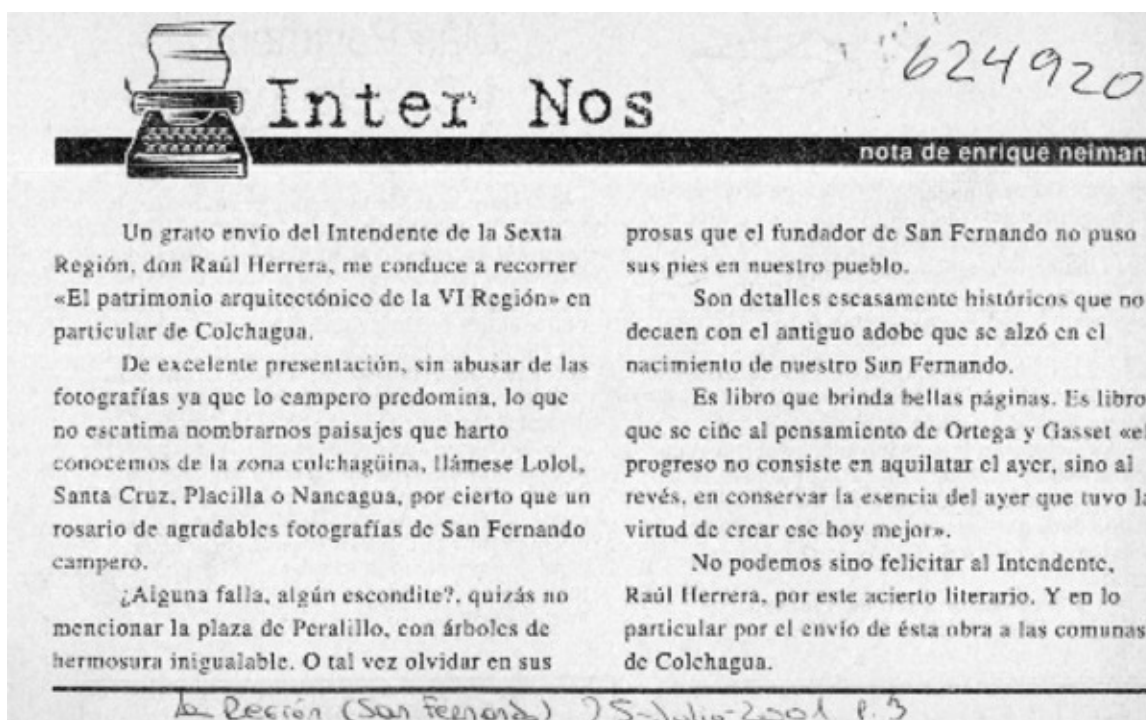 624920
Inter Nos
nota de enrique neiman
Un grato envío del Intendente de la Sexta
Región, don Raúl Herrera, me conduce a recorrer
«El patrimonio arquitectónico de la VI Región» en
particular de Colchagua.
De excelente presentación, sin abusar de las
fotografías ya que lo campero predomina, lo que
no escatima nombrarnos paisajes que harto
conocemos de la zona colchagüina, llámese Lolol,
Santa Cruz, Placilla o Nancagua, por cierto que un
rosario de agradables fotografías de San Fernando
campero.
¿Alguna falla, algún escondite?, quizás no
mencionar la plaza de Peralillo, con árboles de
hermosura inigualable. O tal vez olvidar en sus
prosas que el fundador de San Fernando no puso
sus pies en nuestro pueblo.
Son detalles escasamente históricos que no
decaen con el antiguo adobe que se alzó en el
nacimiento de nuestro San Fernando.
Es libro que brinda bellas páginas. Es libro
que se ciñe al pensamiento de Ortega y Gasset «el
progreso no consiste en aquilatar el ayer, sino al
revés, en conservar la esencia del ayer que tuvo la
virtud de crear ese hoy mejor».
No podemos sino felicitar al Intendente,
Raúl Herrera, por este acierto literario. Y en lo
particular por el envío de ésta obra a las comunas
de Colchagua.
La Región (San Fernando) 25-Julio-2001 P.3